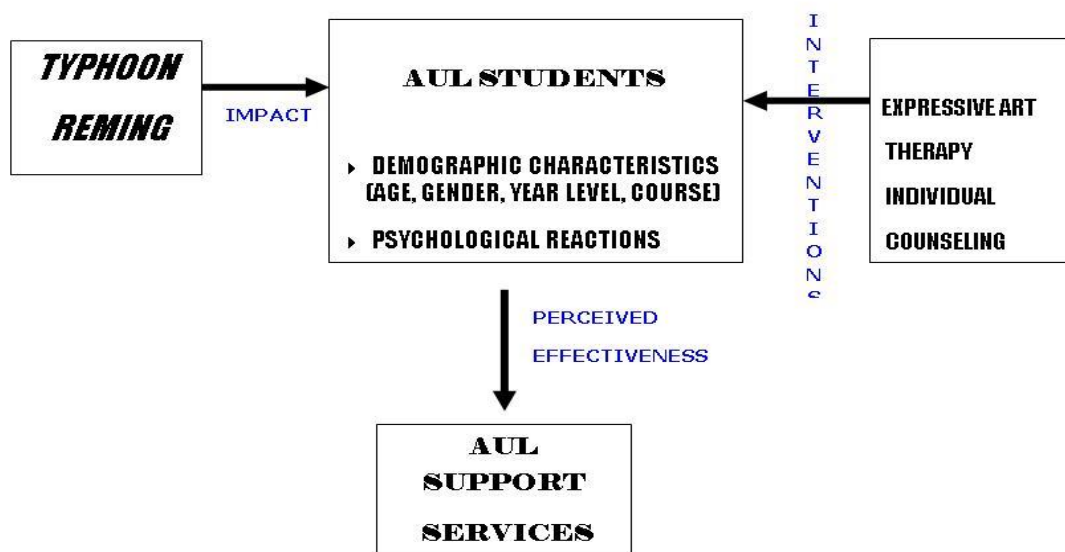 TYPHOON
REMING
IMPACT
AUL STUDENTS
‣ DEMOGRAPHIC CHARACTERISTICS
(AGE, GENDER, YEAR LEVEL, COURSE)
‣ PSYCHOLOGICAL REACTIONS
INTERVENTIONS
EXPRESSIVE ART
THERAPY
INDIVIDUAL
COUNSELING
PERCEIVED
EFFECTIVENESS
AUL
SUPPORT
SERVICES